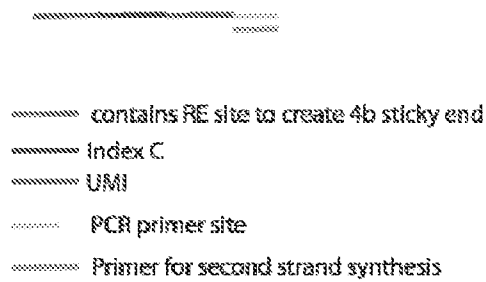 contains RE site to create 4b sticky end
Index C
UMI
PCR primer site
Primer for second strand synthesis